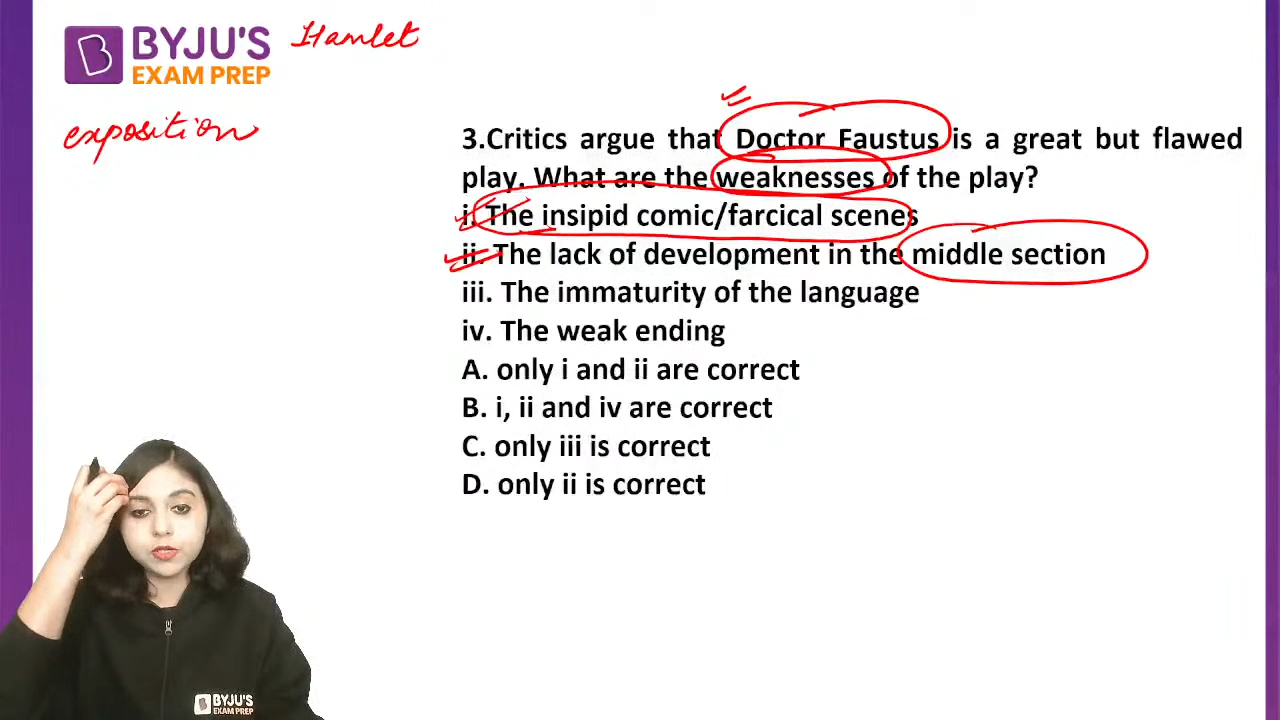 BYJU'S
EXAM PREP
Hamlet
exposition
3.Critics argue that Doctor Faustus is a great but flawed
play. What are the weaknesses of the play?
i. The insipid comic/farcical scenes
ii. The lack of development in the middle section
iii. The immaturity of the language
iv. The weak ending
A. only i and ii are correct
B. i, ii and iv are correct
C. only iii is correct
D. only ii is correct
BYJU'S
EXAM PREP